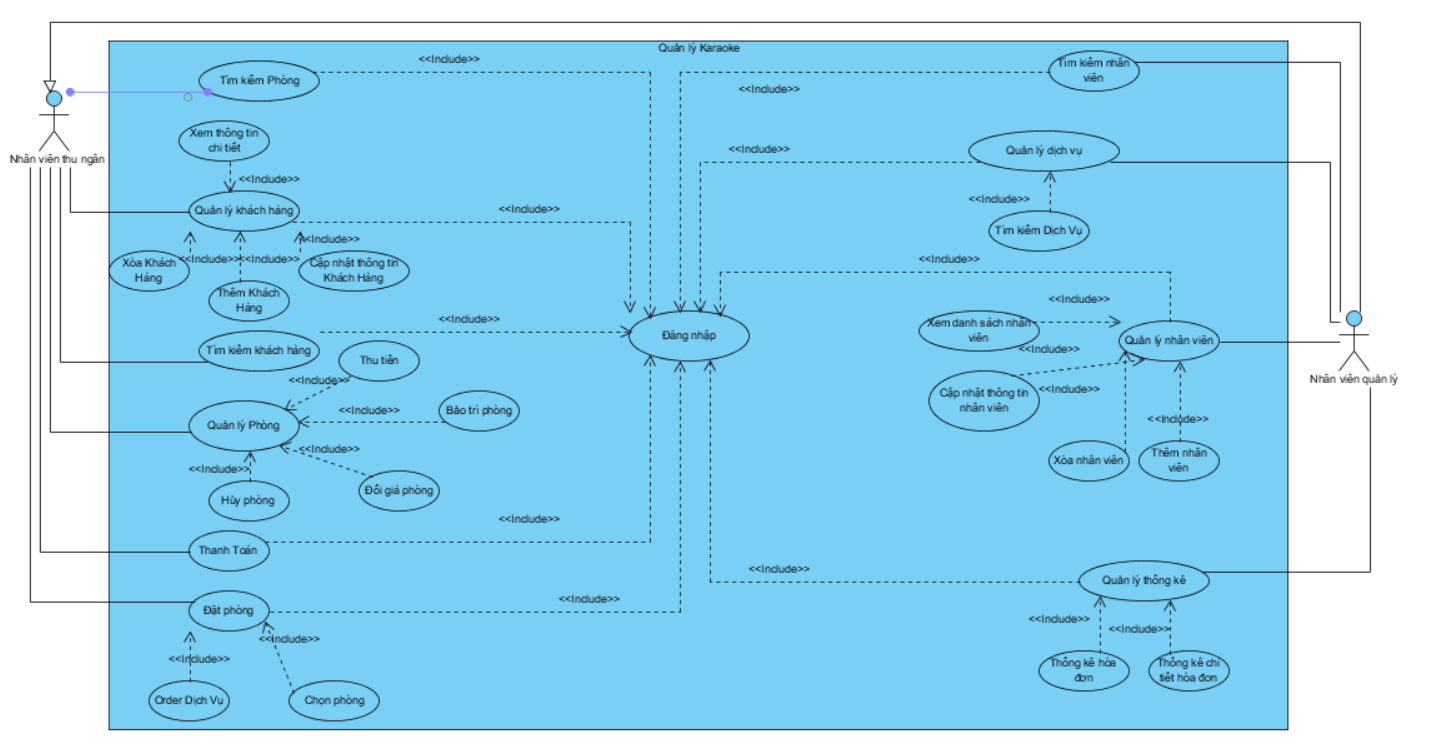 Quản lý Karaoke
<<Include>>
Tìm kiếm Phòng
Tìm kiếm nhân
viên
<<Include>>
Nhân viên thu ngân
Xem thông tin
chi tiết
<<Include>>
Quản lý dịch vụ
<<Include>>
<<Include>>
Quản lý khách hàng
<<Include>>
Tìm kiếm Dịch Vụ
<<Include>>
<<Include>>
<<Include>>
Xóa Khách
Hàng
Cập nhật thông tin
Khách Hàng
<<Include>>
Thêm Khách
Hàng
<<Include>>
<<Include>>
Xem danh sách nhân
viên
Đăng nhập
Quản lý nhân viên
Tìm kiếm khách hàng
<<Include>>
Thu tiền
Nhân viên quản lý
<<Include>>
<<Include>>
Cập nhật thông tin
nhân viên
<<Include>>
Bảo trì phòng
Quản lý Phòng
<<Include>>
<<Include>>
<<Include>>
Xóa nhân viên
Thêm nhân
viên
Đổi giá phòng
Hủy phòng
<<Include>>
Thanh Toán
<<Include>>
Quản lý thống kê
<<Include>>
Đặt phòng
<<Include>>
<<Include>>
<<Include>>
<<Include>>
Thống kê hóa
đơn
Thống kê chi
tiết hóa đơn
Order Dịch Vụ
Chọn phòng